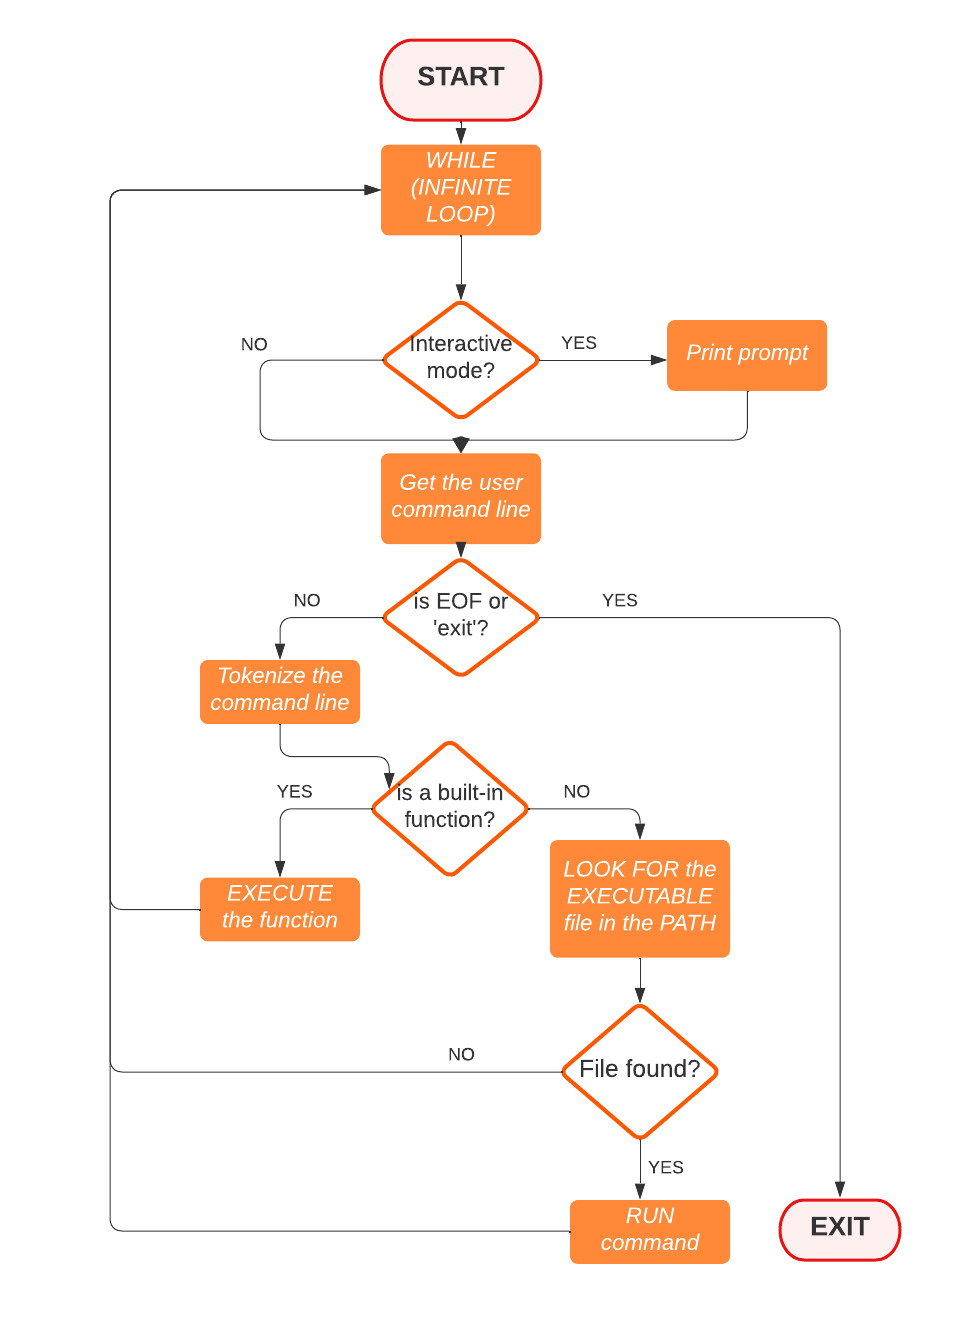 START
WHILE
(INFINITE
LOOP)
Interactive
mode?
NO
YES
Print prompt
Get the user
command line
is EOF or
'exit'?
NO
YES
Tokenize the
command line
is a built-in
function?
YES
NO
EXECUTE
the function
LOOK FOR the
EXECUTABLE
file in the PATH
File found?
NO
YES
RUN
command
EXIT